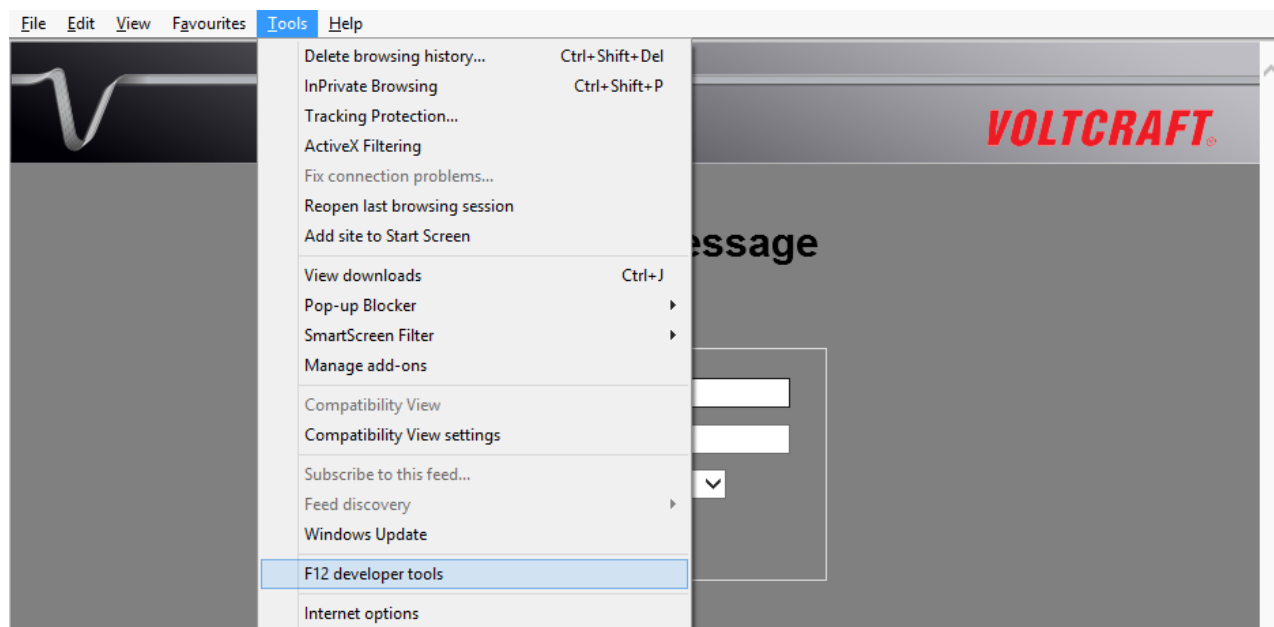 File Edit View Favourites Tools Help
Delete browsing history... Ctrl+Shift+Del
InPrivate Browsing Ctrl+Shift+P
Tracking Protection...
ActiveX Filtering
Fix connection problems...
Reopen last browsing session
Add site to Start Screen
View downloads Ctrl+J
Pop-up Blocker
SmartScreen Filter
Manage add-ons
Compatibility View
Compatibility View settings
Subscribe to this feed...
Feed discovery
Windows Update
F12 developer tools
Internet options
VOLTCRAFT®